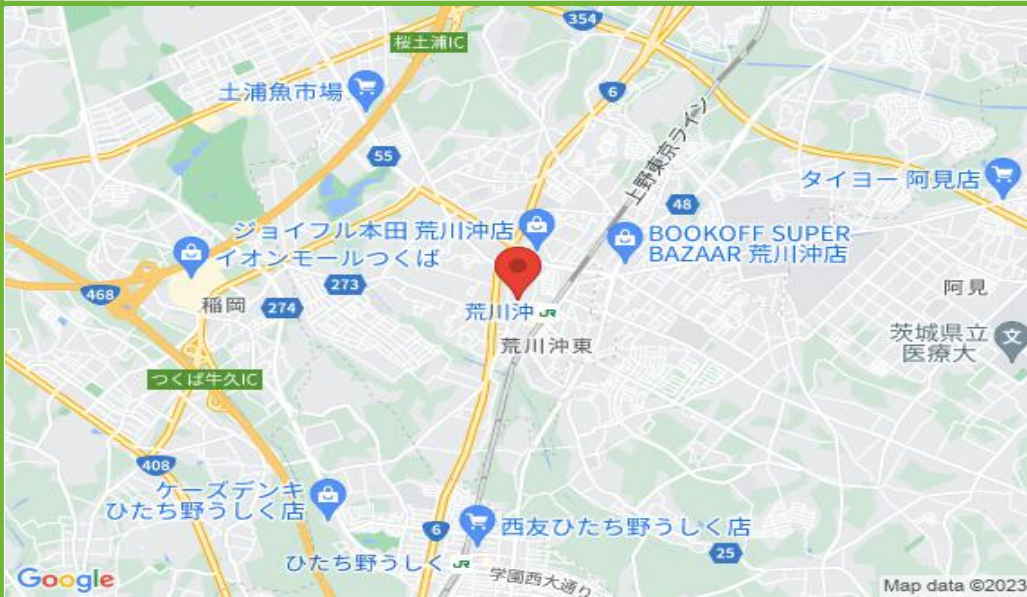 354
桜土浦IC
土浦魚市場
6
上野東京ライン
55
タイヨー 阿見店
48
ジョイフル本田 荒川沖店
BOOKOFF SUPER
BAZAAR 荒川沖店
イオンモールつくば
273
阿見
468
稲岡
274
荒川沖 JR
茨城県立
医療大
文
荒川沖東
つくば牛久IC
408
ケーズデンキ
ひたち野うしく店
6
西友ひたち野うしく店
25
ひたち野うしく JR
学園西大通り
Google
Map data ©2023